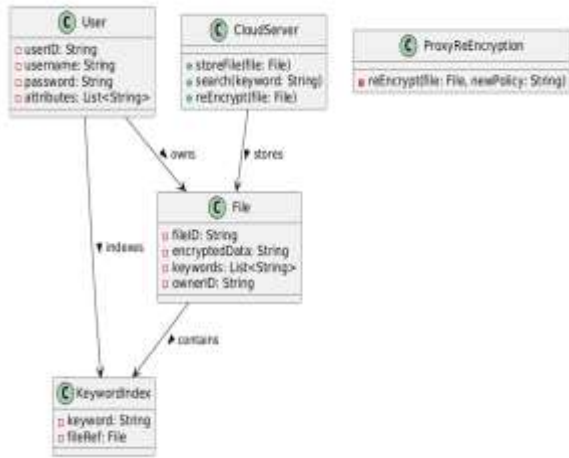 C User
userID: String
username: String
password: String
attributes: List<String>
C CloudServer
storeFile(file: File)
search(keyword: String)
reEncrypt(file: File)
C ProxyReEncryption
reEncrypt(file: File, newPolicy: String)
owns
stores
C File
fileID: String
encryptedData: String
keywords: List<String>
ownerID: String
indexes
contains
C KeywordIndex
keyword: String
fileRef: File